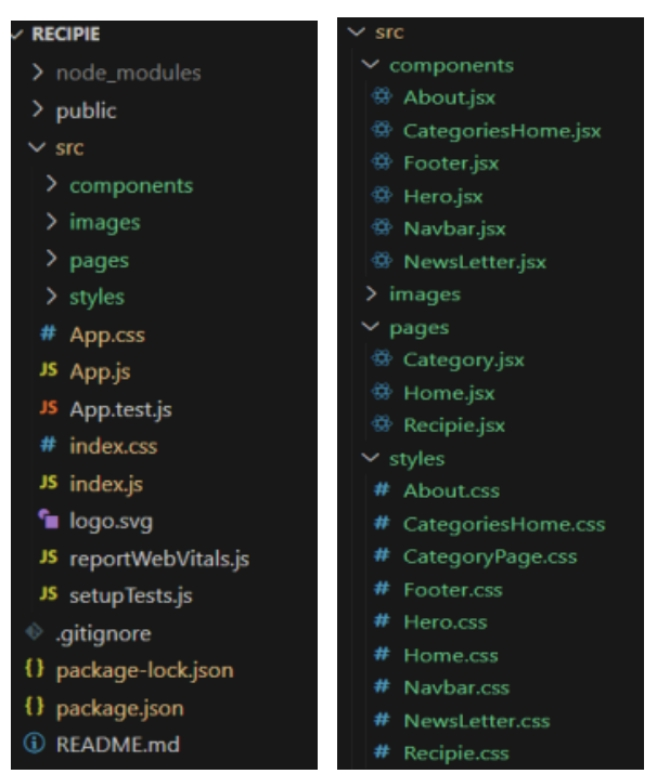 RECIPIE
node_modules
public
src
components
images
pages
styles
# App.css
JS App.js
JS App.test.js
# index.css
JS index.js
logo.svg
JS reportWebVitals.js
JS setupTests.js
.gitignore
{} package-lock.json
{} package.json
README.md
src
components
About.jsx
CategoriesHome.jsx
Footer.jsx
Hero.jsx
Navbar.jsx
NewsLetter.jsx
images
pages
Category.jsx
Home.jsx
Recipie.jsx
styles
# About.css
# CategoriesHome.css
# CategoryPage.css
# Footer.css
# Hero.css
# Home.css
# Navbar.css
# NewsLetter.css
# Recipie.css